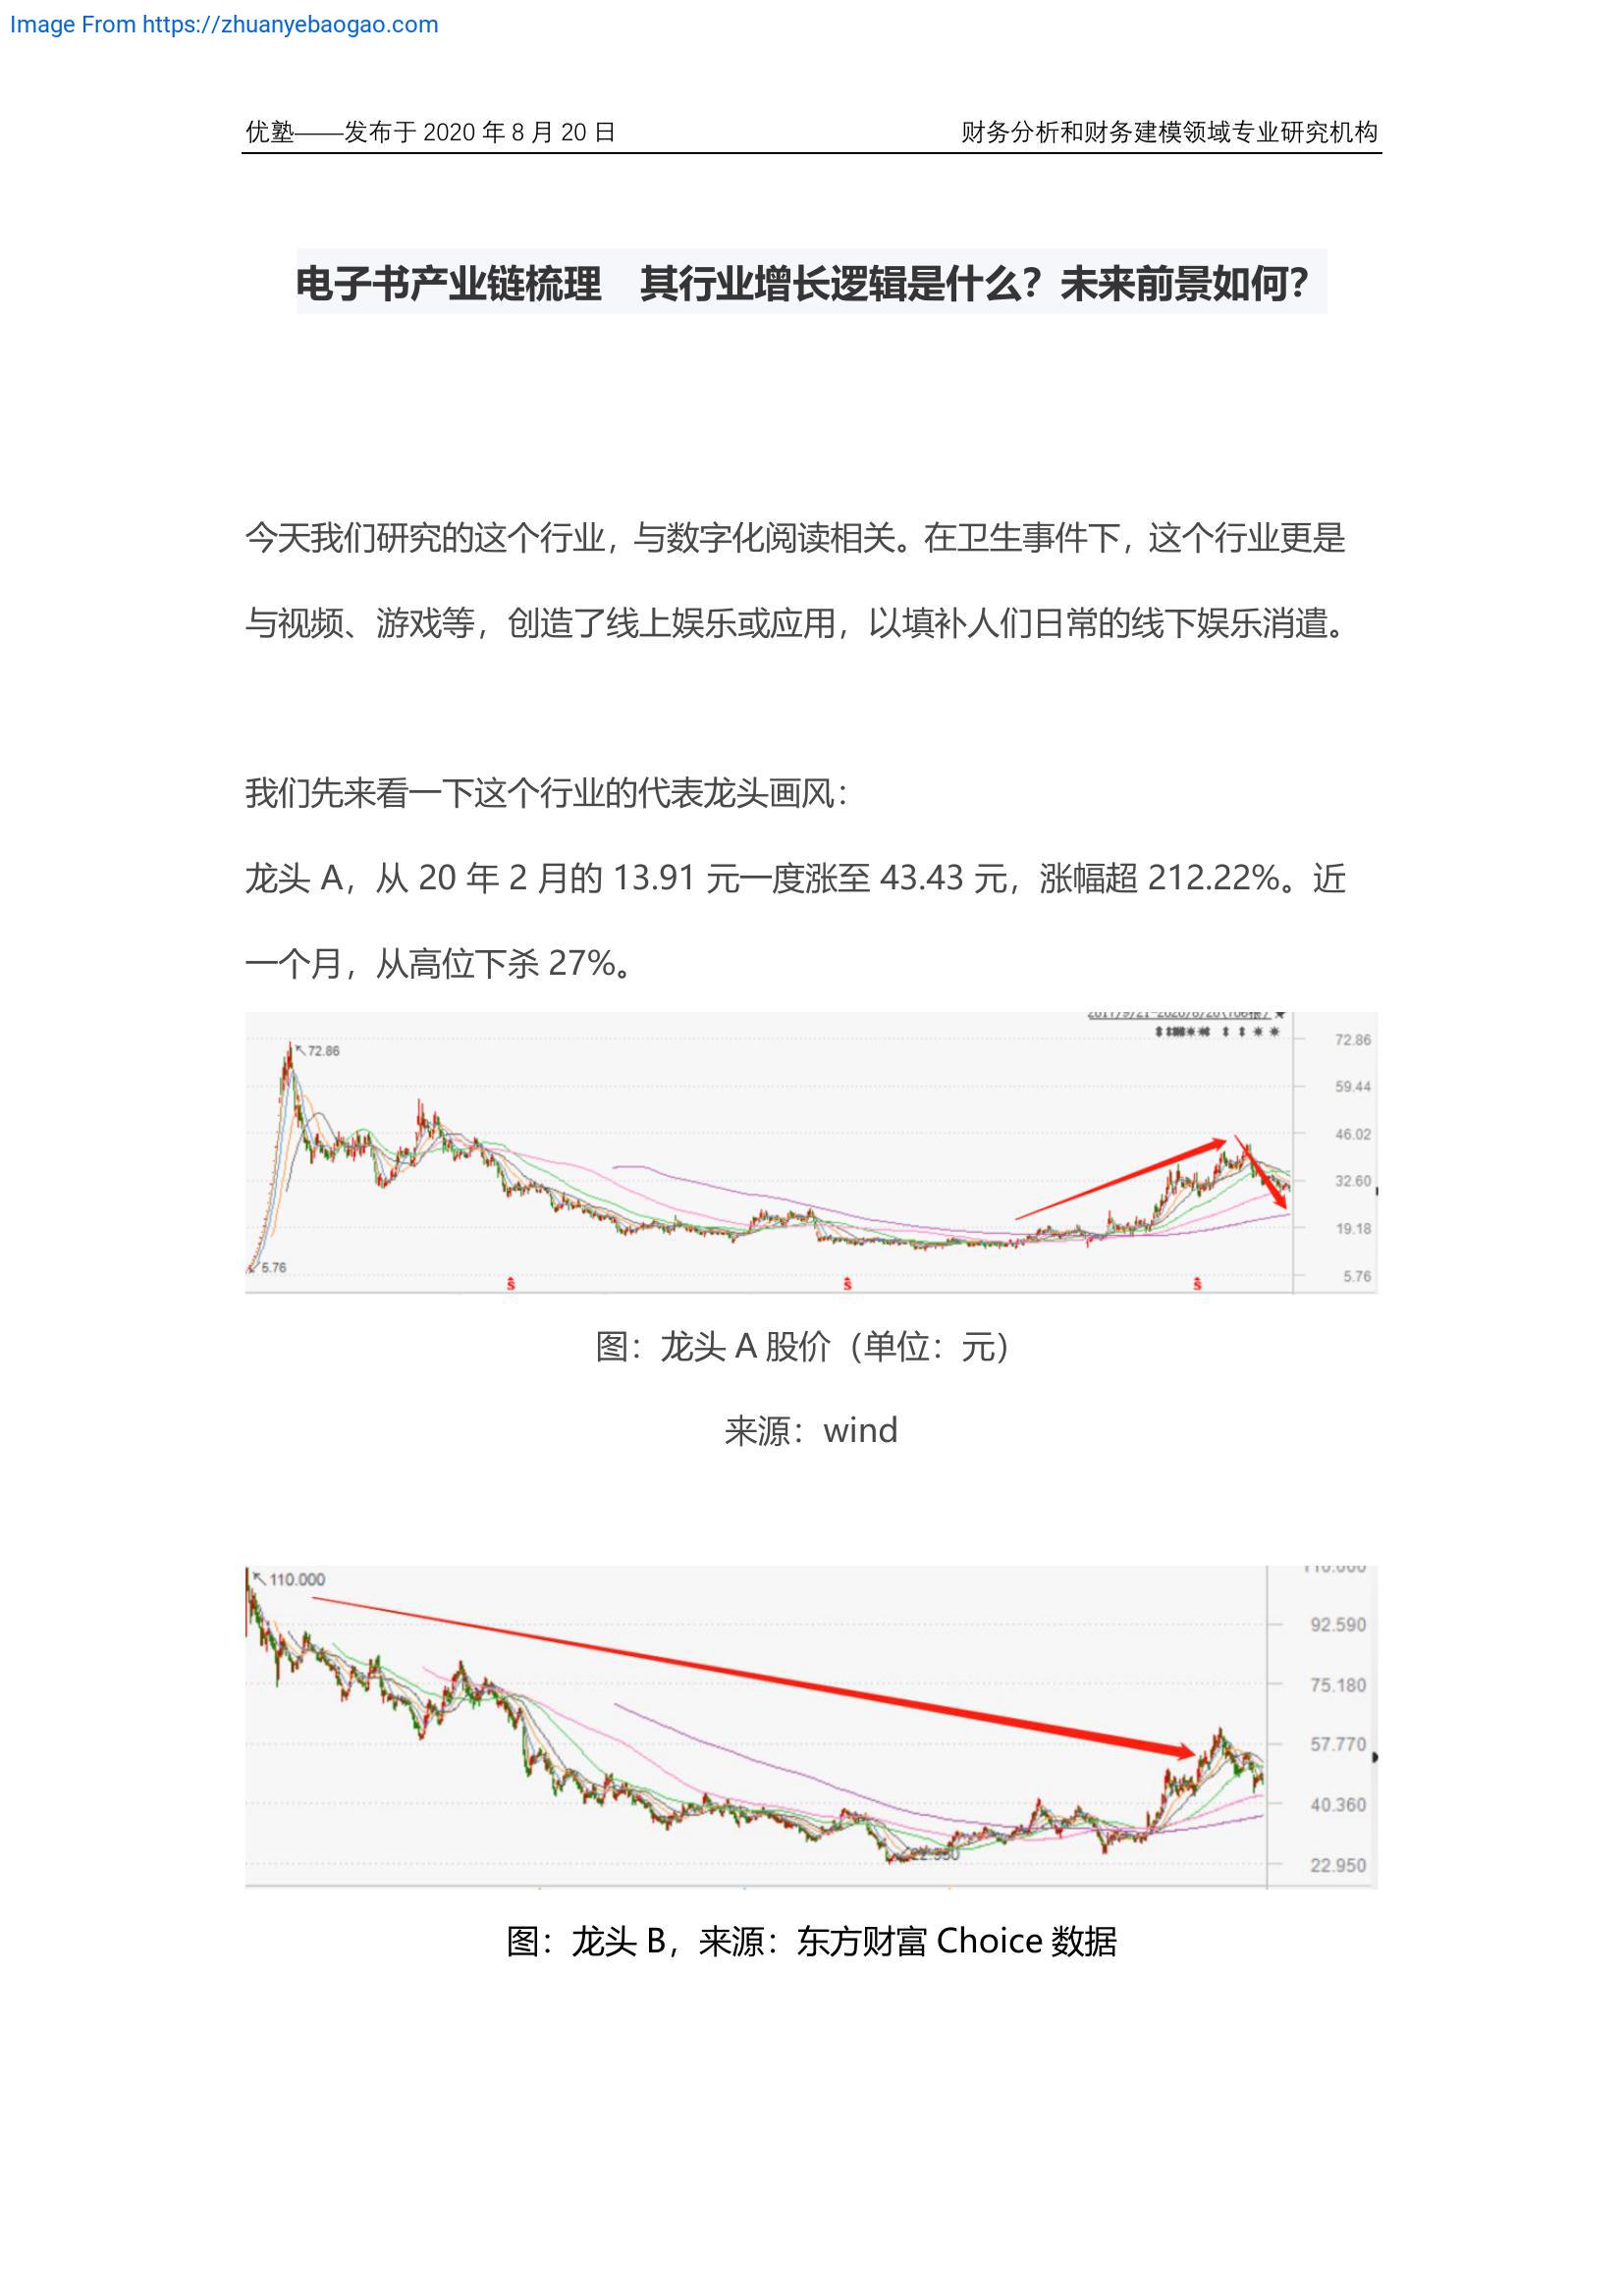 Image From https://zhuanyebaogao.com
优塾——发布于 2020 年 8 月 20 日 财务分析和财务建模领域专业研究机构
电子书产业链梳理 其行业增长逻辑是什么？未来前景如何？
今天我们研究的这个行业，与数字化阅读相关。在卫生事件下，这个行业更是
与视频、游戏等，创造了线上娱乐或应用，以填补人们日常的线下娱乐消遣。
我们先来看一下这个行业的代表龙头画风：
龙头 A，从 20 年 2 月的 13.91 元一度涨至 43.43 元，涨幅超 212.22%。近
一个月，从高位下杀 27%。
72.86
72.86
59.44
46.02
32.60
19.18
5.76
5.76
图：龙头 A 股价（单位：元）
来源：wind
110.000
92.590
75.180
57.770
40.360
22.950
图：龙头 B，来源：东方财富 Choice 数据